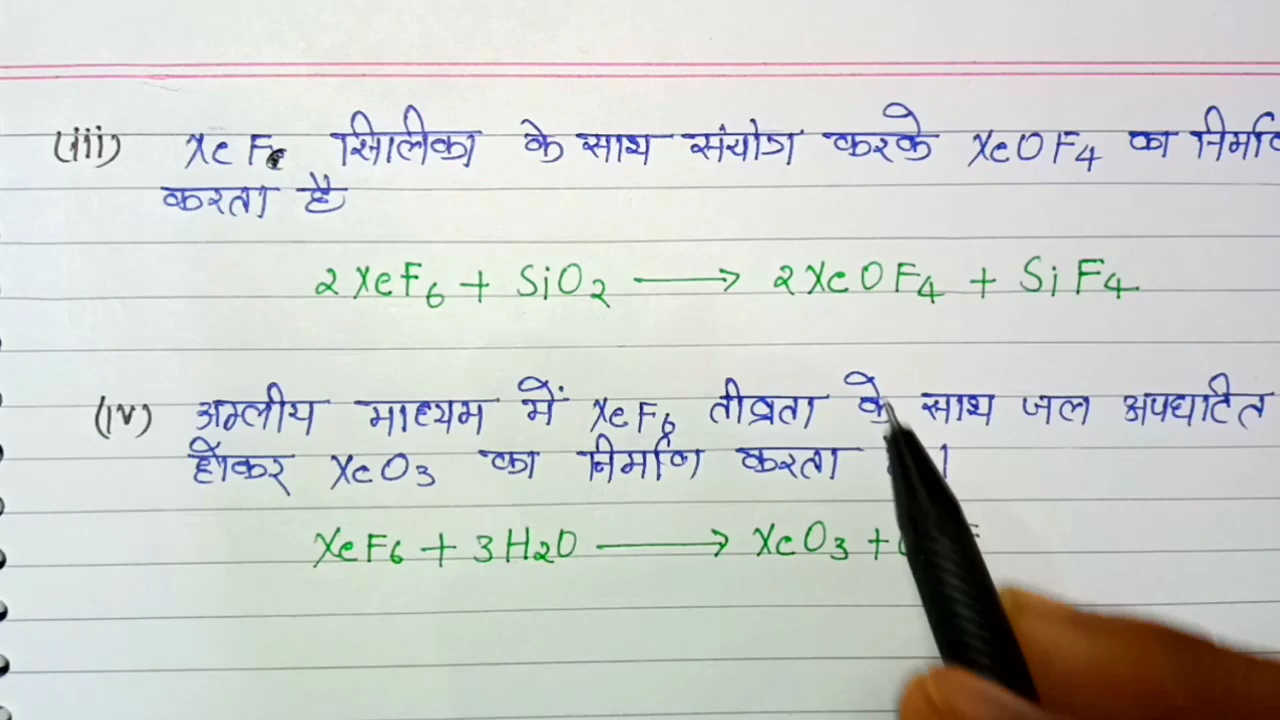 (iii) XeF6 सिलिका के साथ संयोग करके XeOF4 का
करता है
2XeF6 + SiO2 ⟶ 2XeOF4 + SiF4
(iv) अम्लीय माध्यम में XeF6 तीव्रता के साथ जल अपघटित
होकर XeO3 का निर्माण करता ।
XeF6 + 3H2O ⟶ XeO3 +